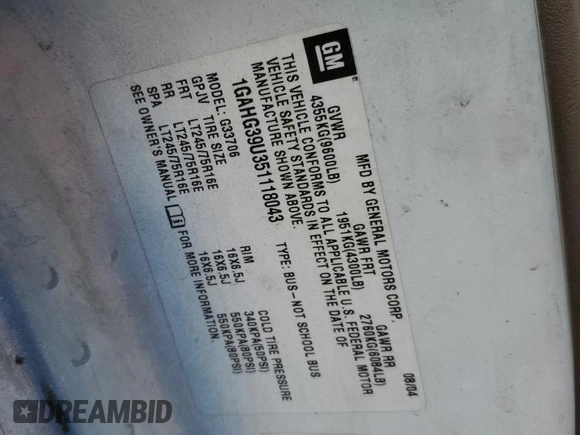 GM
MFD BY GENERAL MOTORS CORP. 08/04
GVWR GAWR FRT GAWR RR
4355KG(9600LB) 1951KG(4300LB) 2760KG(6084LB)
THIS VEHICLE CONFORMS TO ALL APPLICABLE U.S. FEDERAL MOTOR
VEHICLE SAFETY STANDARDS IN EFFECT ON THE DATE OF
MANUFACTURE SHOWN ABOVE.
1GAHG39U351118043 TYPE: BUS-NOT SCHOOL BUS
MODEL: G33706
GPJV TIRE SIZE RIM COLD TIRE PRESSURE
FRT LT245/75R16E 16X6.5J 340KPA(50PSI)
RR LT245/75R16E 16X6.5J 550KPA(80PSI)
SPA LT245/75R16E 16X6.5J 550KPA(80PSI)
SEE OWNER'S MANUAL FOR MORE INFORMATION.
DREAMBID